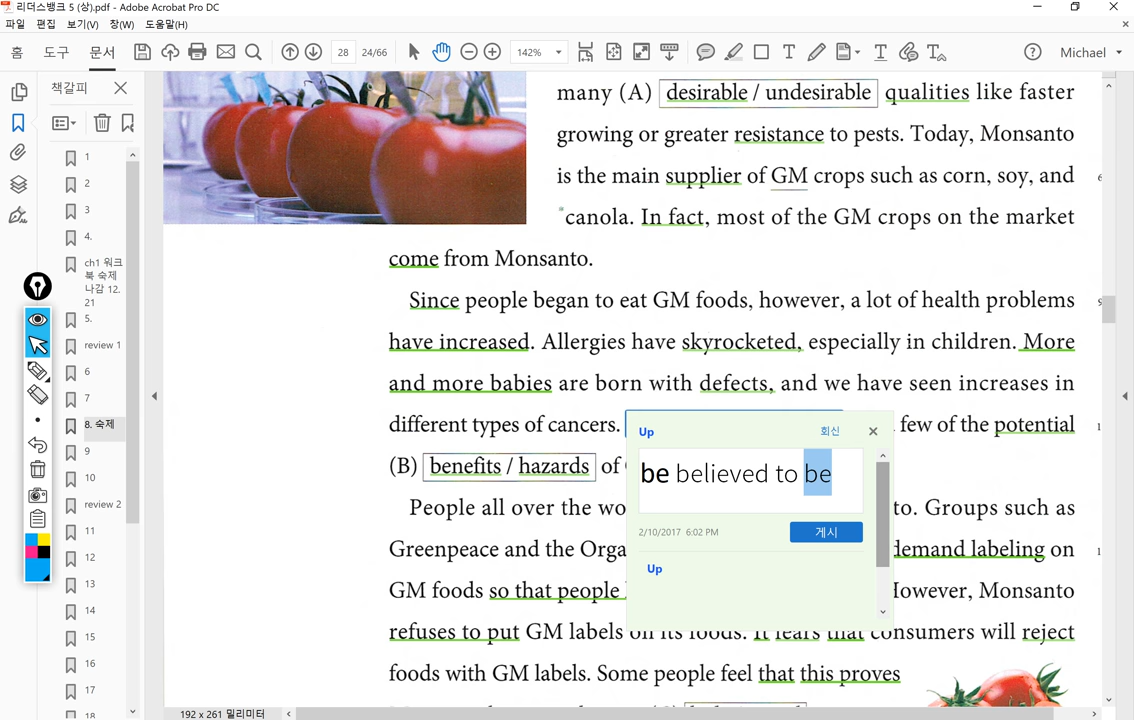 리더스뱅크 5 (상).pdf - Adobe Acrobat Pro DC
파일 편집 보기(V) 창(W) 도움말(H)
홈 도구 문서 28 24/66 142% Michael
책갈피
1
2
3
4.
ch1 워크
북 숙제
나감 12.
21
5.
review 1
6
7
8. 숙제
9
10
review 2
11
12
13
14
15
16
17
18
many (A) desirable / undesirable qualities like faster
growing or greater resistance to pests. Today, Monsanto
is the main supplier of GM crops such as corn, soy, and
canola. In fact, most of the GM crops on the market
come from Monsanto.
Since people began to eat GM foods, however, a lot of health problems
have increased. Allergies have skyrocketed, especially in children. More
and more babies are born with defects, and we have seen increases in
different types of cancers. few of the potential
(B) benefits / hazards of
People all over the wo to. Groups such as
Greenpeace and the Orga demand labeling on
GM foods so that people However, Monsanto
refuses to put GM labels on its foods. It fears that consumers will reject
foods with GM labels. Some people feel that this proves
Up 회신
be believed to be
2/10/2017 6:02 PM 게시
Up
192 x 261 밀리미터